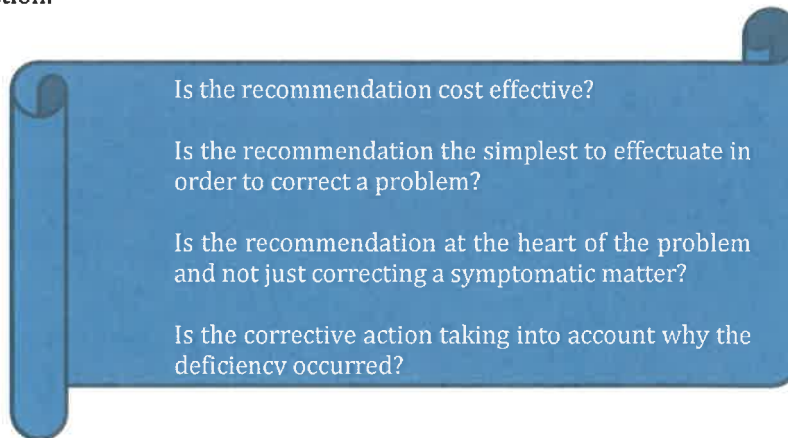 Is the recommendation cost effective?
Is the recommendation the simplest to effectuate in
order to correct a problem?
Is the recommendation at the heart of the problem
and not just correcting a symptomatic matter?
Is the corrective action taking into account why the
deficiency occurred?